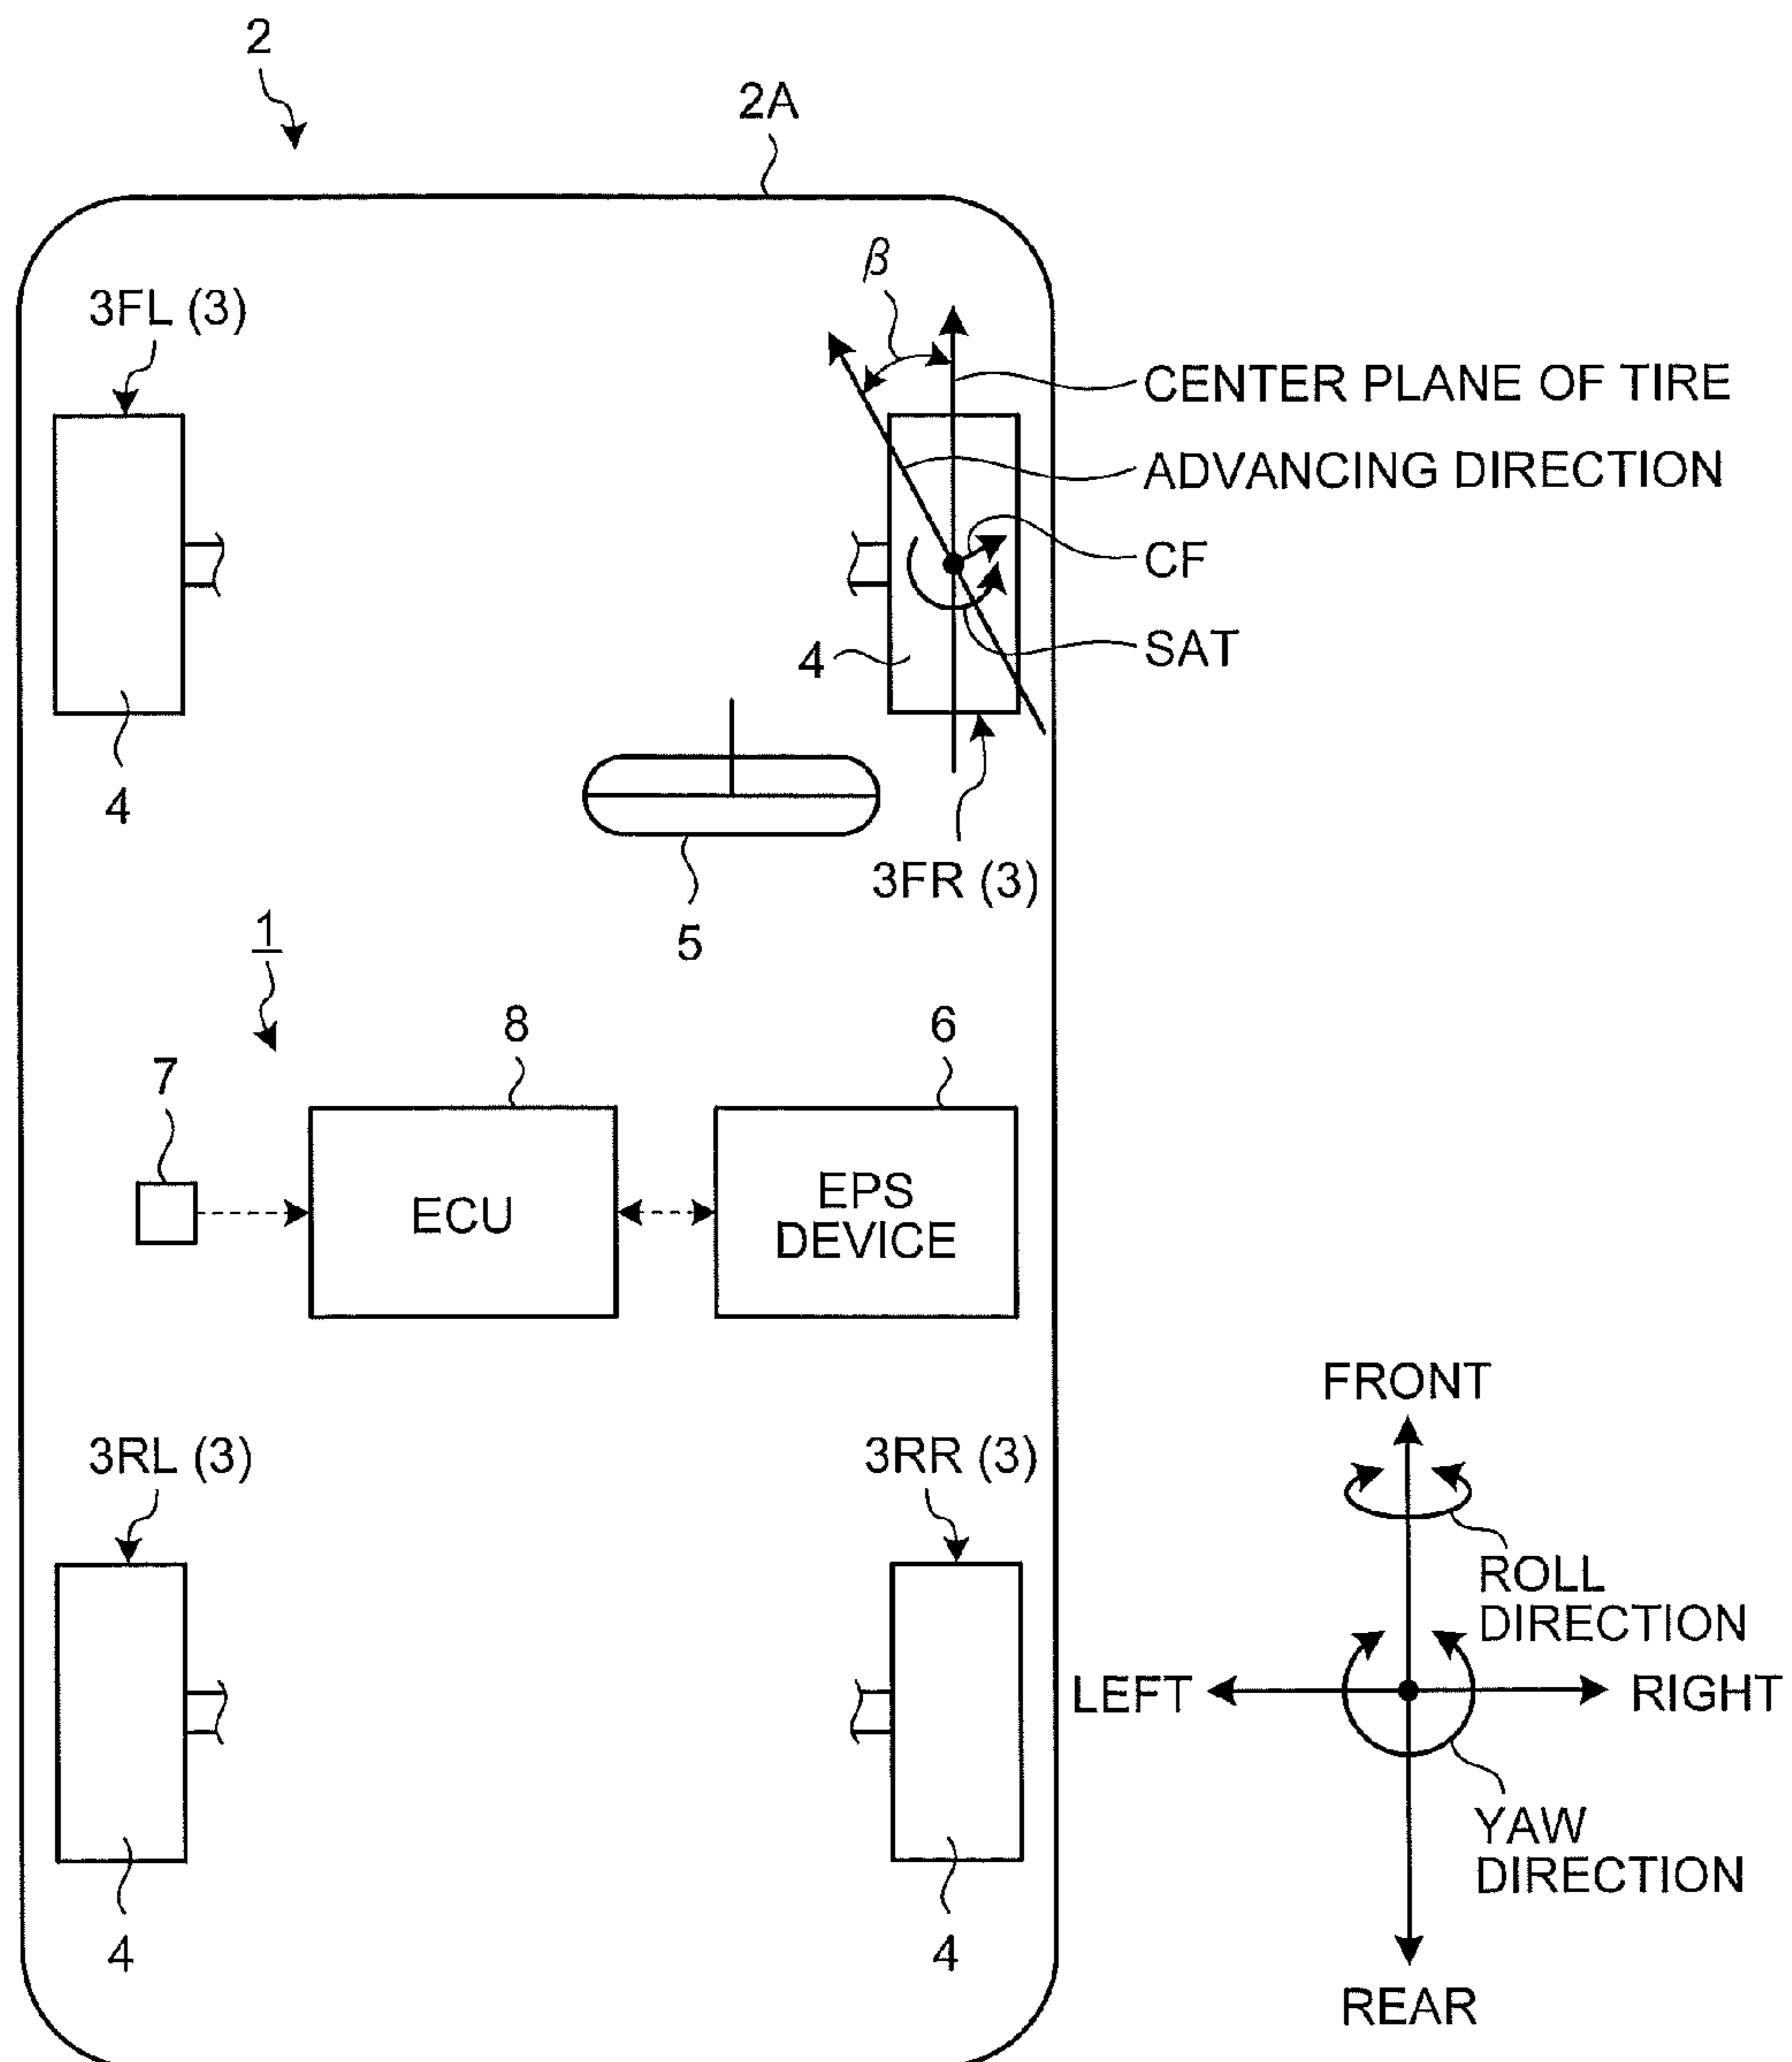 2
2A
β
3FL (3)
CENTER PLANE OF TIRE
ADVANCING DIRECTION
CF
SAT
4
4
3FR (3)
5
1
7
8
6
ECU
EPS
DEVICE
3RL (3)
3RR (3)
4
4
FRONT
ROLL
DIRECTION
LEFT
RIGHT
YAW
DIRECTION
REAR